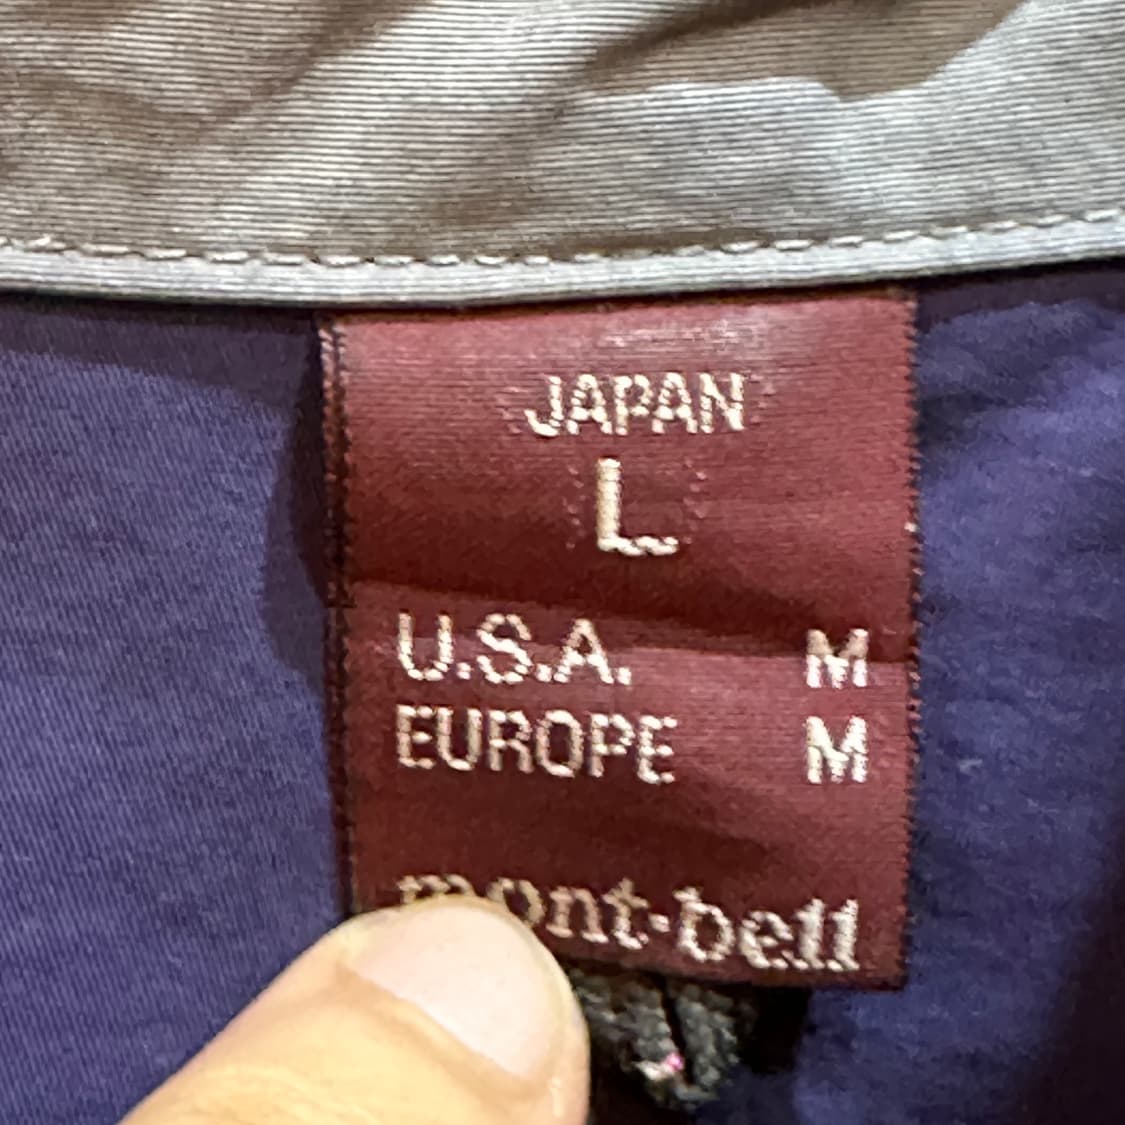 JAPAN
L
U.S.A. M
EUROPE M
mont-bell